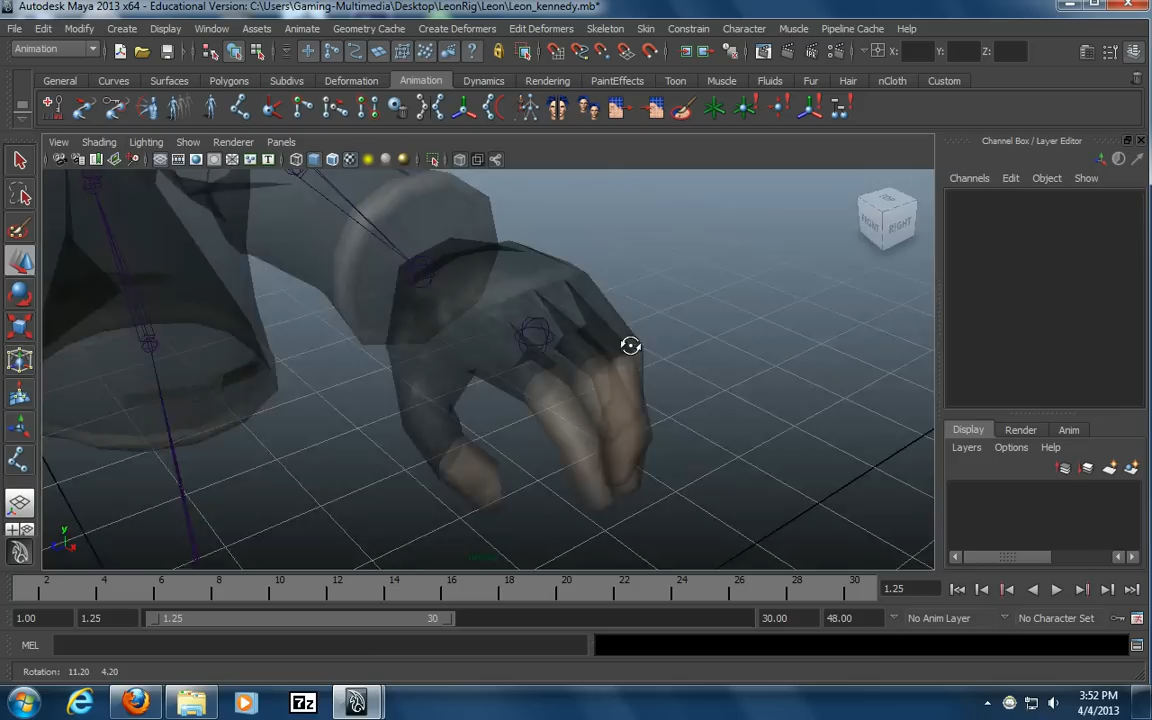 Autodesk Maya 2013 x64 - Educational Version: C:\Users\Gaming-Multimedia\Desktop\LeonRig\Leon\Leon_kennedy.mb*
File Edit Modify Create Display Window Assets Animate Geometry Cache Create Deformers Edit Deformers Skeleton Skin Constrain Character Muscle Pipeline Cache Help
Animation X: Y: Z:
General Curves Surfaces Polygons Subdivs Deformation Animation Dynamics Rendering PaintEffects Toon Muscle Fluids Fur Hair nCloth Custom
View Shading Lighting Show Renderer Panels
Channel Box / Layer Editor
Channels Edit Object Show
TOP
FRONT RIGHT
Display Render Anim
Layers Options Help
y
x
2 4 6 8 10 12 14 16 18 20 22 24 26 28 30 1.25
1.00 1.25 1.25 30 30.00 48.00 No Anim Layer No Character Set
MEL
Rotation: 11.20 4.20
7z
3:52 PM
4/4/2013